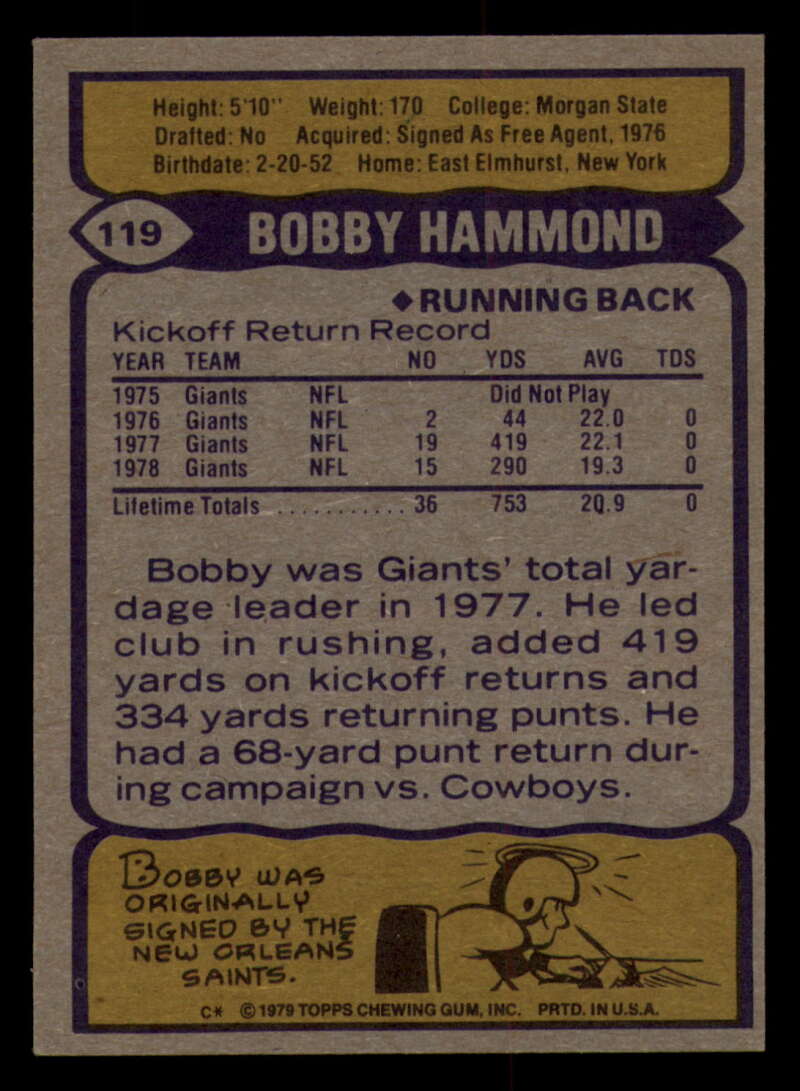 Height: 5'10" Weight: 170 College: Morgan State
Drafted: No Acquired: Signed As Free Agent, 1976
Birthdate: 2-20-52 Home: East Elmhurst, New York
119 BOBBY HAMMOND
◆RUNNING BACK
Kickoff Return Record
YEAR TEAM NO YDS AVG TDS
1975 Giants NFL Did Not Play
1976 Giants NFL 2 44 22.0 0
1977 Giants NFL 19 419 22.1 0
1978 Giants NFL 15 290 19.3 0
Lifetime Totals ........... 36 753 20.9 0
Bobby was Giants' total yar-
dage leader in 1977. He led
club in rushing, added 419
yards on kickoff returns and
334 yards returning punts. He
had a 68-yard punt return dur-
ing campaign vs. Cowboys.
BOBBY WAS
ORIGINALLY
SIGNED BY THE
NEW ORLEANS
SAINTS.
C* © 1979 TOPPS CHEWING GUM, INC. PRTD. IN U.S.A.